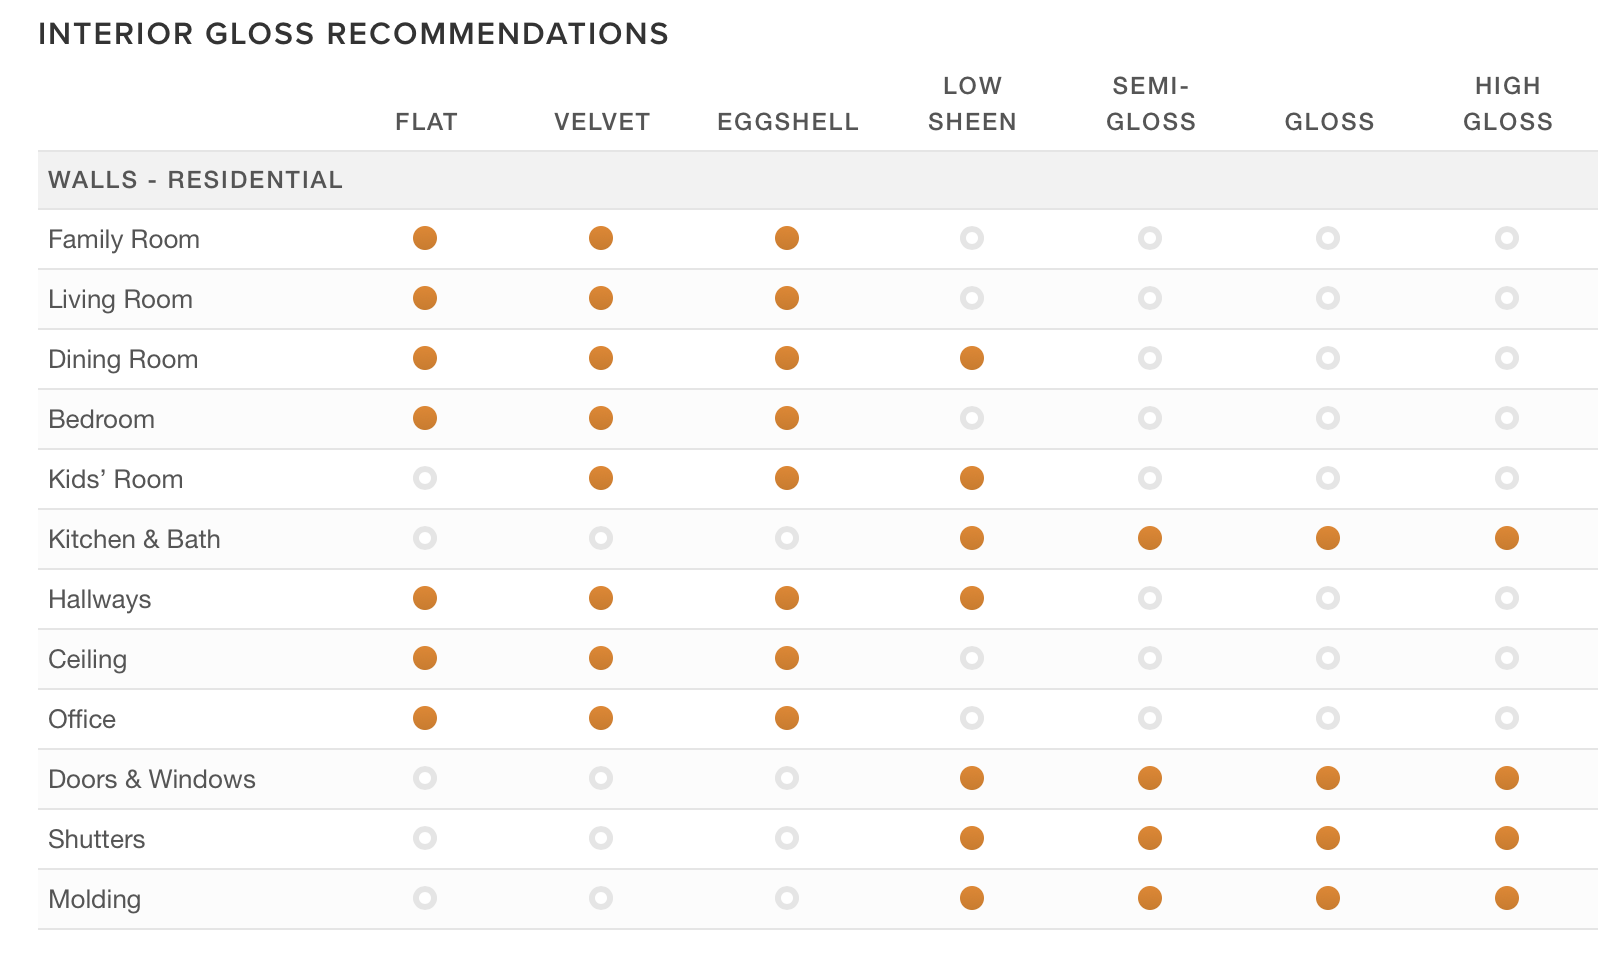 INTERIOR GLOSS RECOMMENDATIONS
FLAT VELVET EGGSHELL LOW SHEEN SEMI-GLOSS GLOSS HIGH GLOSS
WALLS - RESIDENTIAL
Family Room
Living Room
Dining Room
Bedroom
Kids’ Room
Kitchen & Bath
Hallways
Ceiling
Office
Doors & Windows
Shutters
Molding